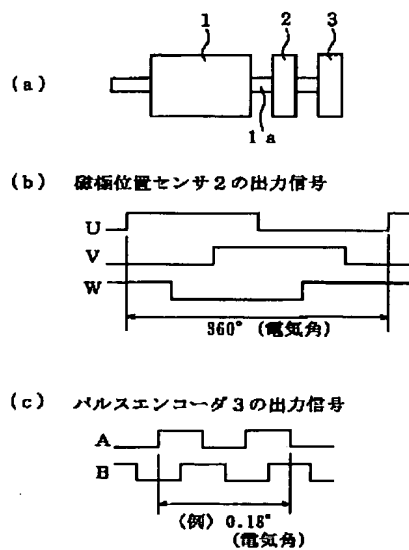 1 2 3
(a)
1a
(b) 磁極位置センサ2の出力信号
U
V
W
360° (電気角)
(c) パルスエンコーダ3の出力信号
A
B
(例) 0.18°
(電気角)